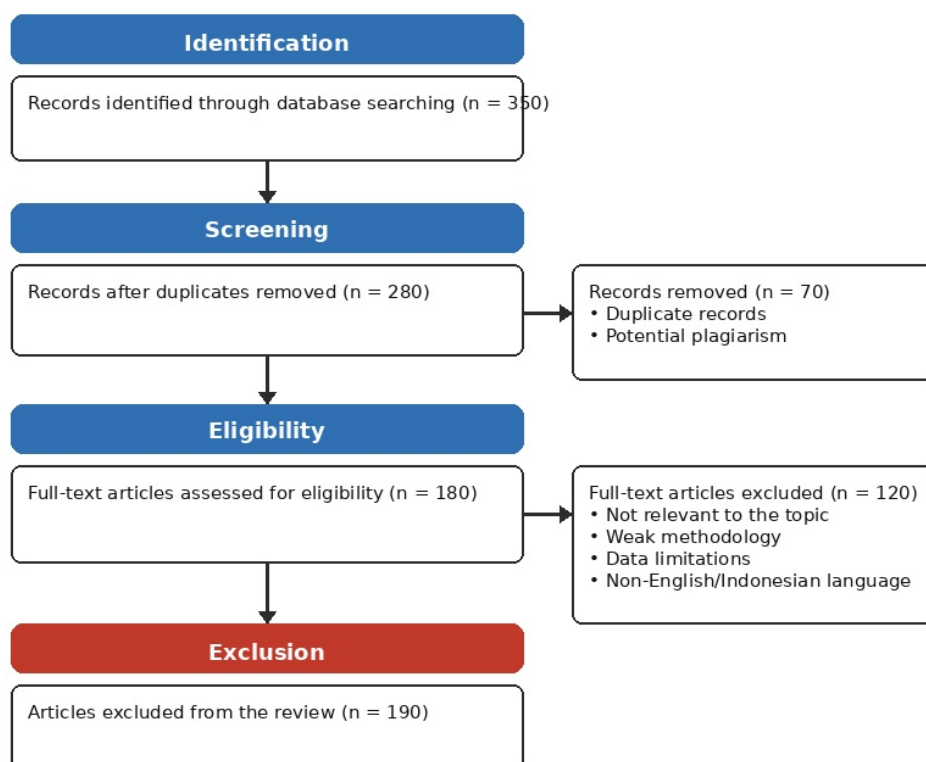 Identification
Records identified through database searching (n = 350)
Screening
Records after duplicates removed (n = 280)
Records removed (n = 70)
• Duplicate records
• Potential plagiarism
Eligibility
Full-text articles assessed for eligibility (n = 180)
Full-text articles excluded (n = 120)
• Not relevant to the topic
• Weak methodology
• Data limitations
• Non-English/Indonesian language
Exclusion
Articles excluded from the review (n = 190)